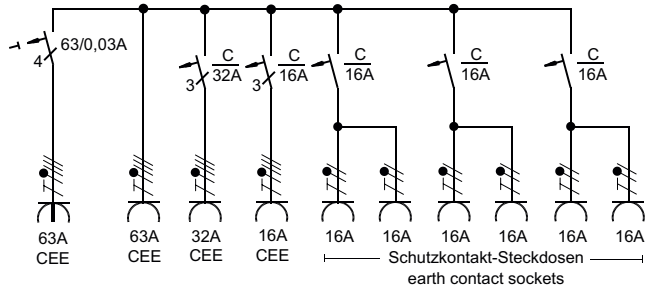 63/0,03A
4
C
32A
3
C
16A
3
C
16A
C
16A
C
16A
63A
CEE
63A
CEE
32A
CEE
16A
CEE
16A 16A 16A 16A 16A 16A
Schutzkontakt-Steckdosen
earth contact sockets